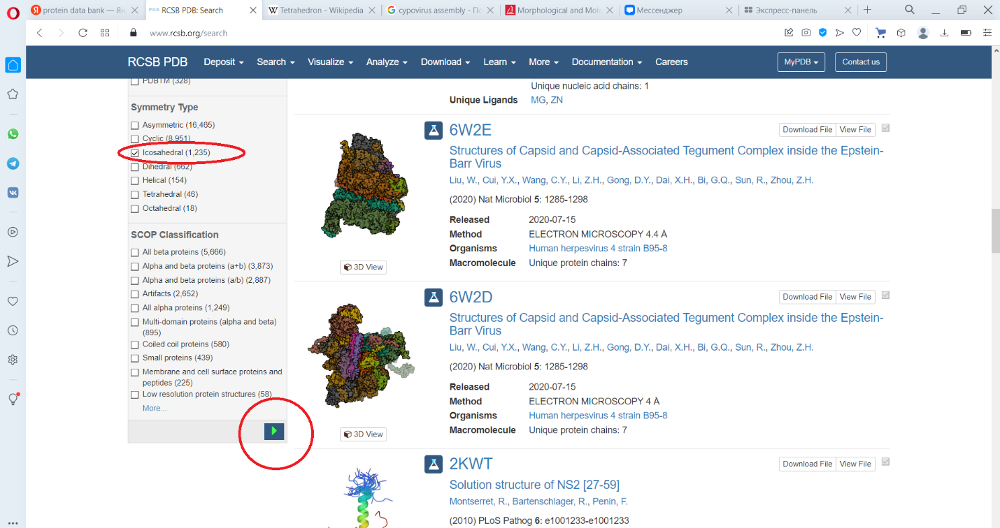 protein data bank — Ян
RCSB PDB: Search
Tetrahedron - Wikipedia
cypovirus assembly - По
Morphological and Mole
Мессенджер
Экспресс-панель
www.rcsb.org/search
RCSB PDB
Deposit
Search
Visualize
Analyze
Download
Learn
More
Documentation
Careers
MyPDB
Contact us
PDBTM (328)
Symmetry Type
Asymmetric (16,465)
Cyclic (8,951)
Icosahedral (1,235)
Dihedral (662)
Helical (154)
Tetrahedral (46)
Octahedral (18)
SCOP Classification
All beta proteins (5,666)
Alpha and beta proteins (a+b) (3,873)
Alpha and beta proteins (a/b) (2,887)
Artifacts (2,652)
All alpha proteins (1,249)
Multi-domain proteins (alpha and beta)
(895)
Coiled coil proteins (580)
Small proteins (439)
Membrane and cell surface proteins and
peptides (225)
Low resolution protein structures (58)
More...
Unique nucleic acid chains: 1
Unique Ligands MG, ZN
6W2E
Download File View File
Structures of Capsid and Capsid-Associated Tegument Complex inside the Epstein-
Barr Virus
Liu, W., Cui, Y.X., Wang, C.Y., Li, Z.H., Gong, D.Y., Dai, X.H., Bi, G.Q., Sun, R., Zhou, Z.H.
(2020) Nat Microbiol 5: 1285-1298
Released 2020-07-15
Method ELECTRON MICROSCOPY 4.4 Å
Organisms Human herpesvirus 4 strain B95-8
Macromolecule Unique protein chains: 7
3D View
6W2D
Download File View File
Structures of Capsid and Capsid-Associated Tegument Complex inside the Epstein-
Barr Virus
Liu, W., Cui, Y.X., Wang, C.Y., Li, Z.H., Gong, D.Y., Dai, X.H., Bi, G.Q., Sun, R., Zhou, Z.H.
(2020) Nat Microbiol 5: 1285-1298
Released 2020-07-15
Method ELECTRON MICROSCOPY 4 Å
Organisms Human herpesvirus 4 strain B95-8
Macromolecule Unique protein chains: 7
3D View
2KWT
Download File View File
Solution structure of NS2 [27-59]
Montserret, R., Bartenschlager, R., Penin, F.
(2010) PLoS Pathog 6: e1001233-e1001233